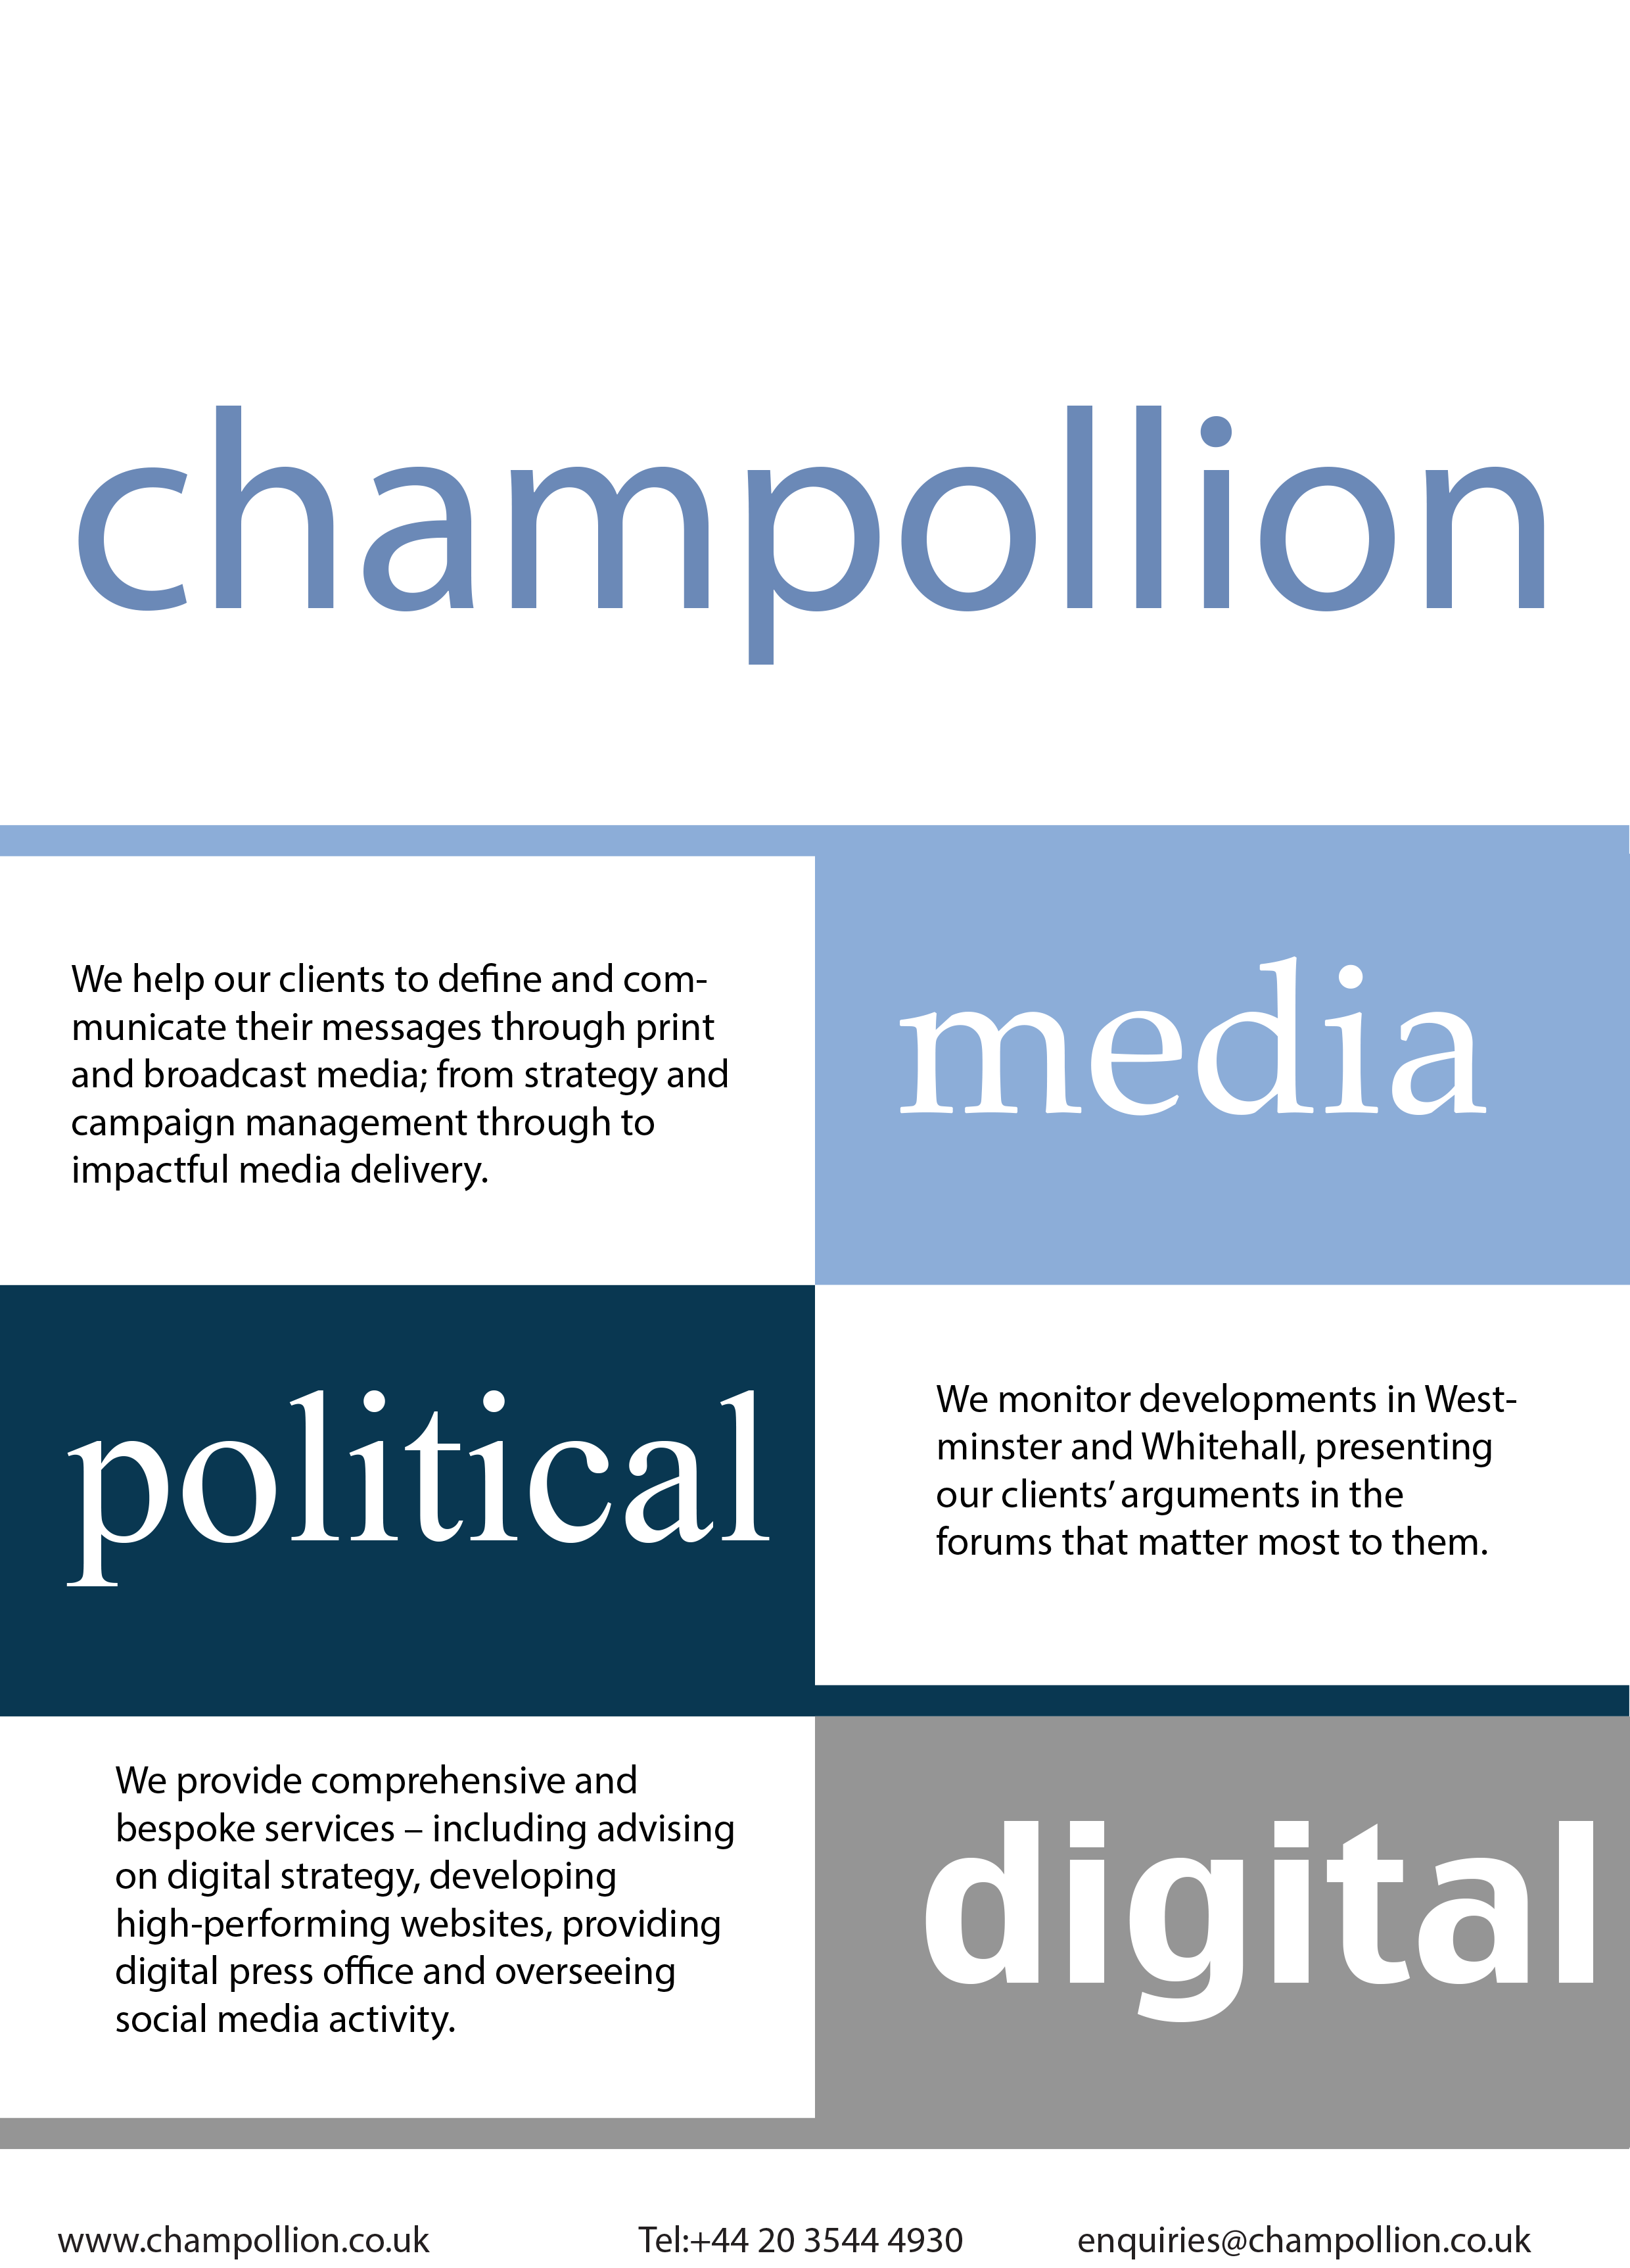 champollion
We help our clients to define and com-
municate their messages through print
and broadcast media; from strategy and
campaign management through to
impactful media delivery.
media
political
We monitor developments in West-
minster and Whitehall, presenting
our clients’ arguments in the
forums that matter most to them.
We provide comprehensive and
bespoke services – including advising
on digital strategy, developing
high-performing websites, providing
digital press office and overseeing
social media activity.
digital
www.champollion.co.uk Tel:+44 20 3544 4930 enquiries@champollion.co.uk